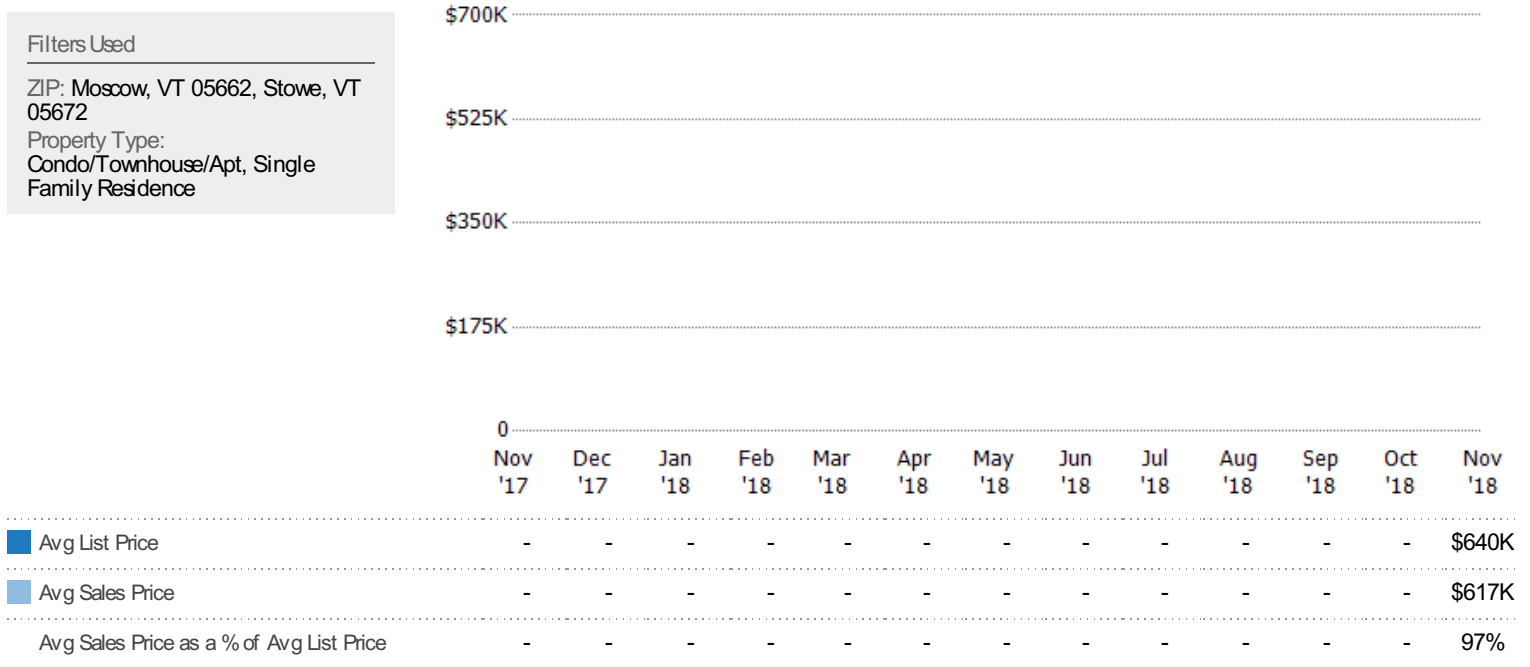 Filters Used
ZIP: Moscow, VT 05662, Stowe, VT
05672
Property Type:
Condo/Townhouse/Apt, Single
Family Residence
$700K
$525K
$350K
$175K
0
Nov Dec Jan Feb Mar Apr May Jun Jul Aug Sep Oct Nov
'17 '17 '18 '18 '18 '18 '18 '18 '18 '18 '18 '18 '18
Avg List Price - - - - - - - - - - - - $640K
Avg Sales Price - - - - - - - - - - - - $617K
Avg Sales Price as a % of Avg List Price - - - - - - - - - - - - 97%